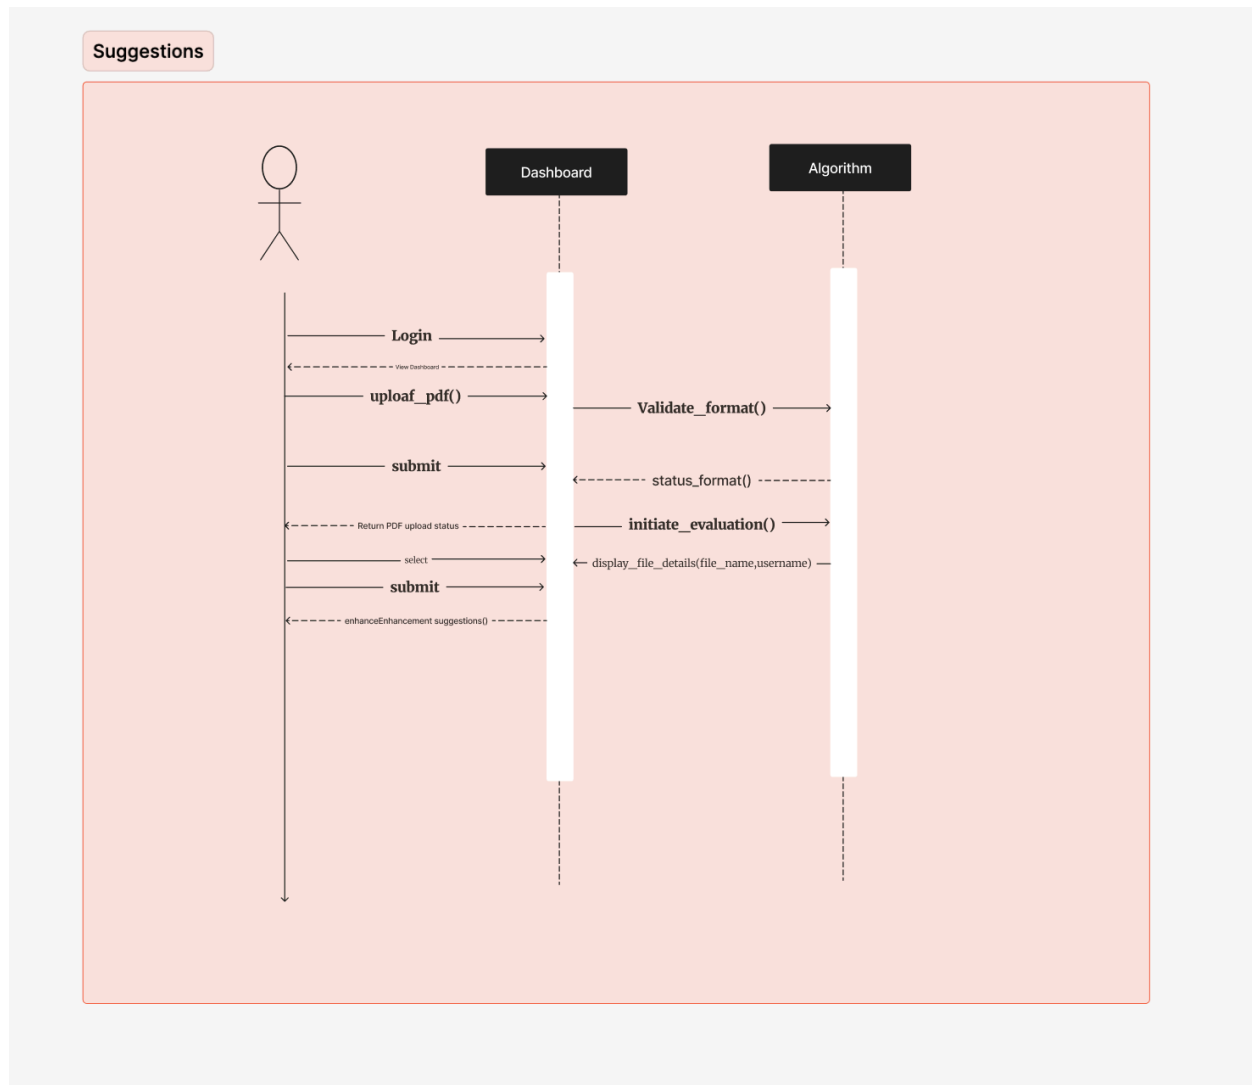 Suggestions
Dashboard
Algorithm
Login
View Dashboard
uploaf_pdf()
Validate_format()
submit
status_format()
Return PDF upload status
initiate_evaluation()
select
display_file_details(file_name,username)
submit
enhanceEnhancement suggestions()